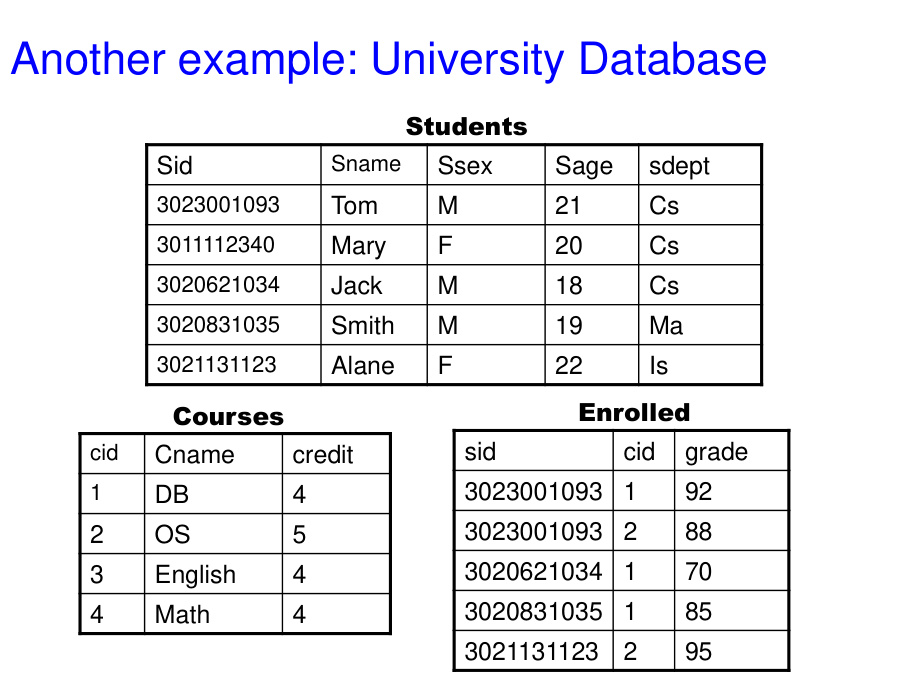 Another example: University Database
Students
Sid Sname Ssex Sage sdept
3023001093 Tom M 21 Cs
3011112340 Mary F 20 Cs
3020621034 Jack M 18 Cs
3020831035 Smith M 19 Ma
3021131123 Alane F 22 Is
Courses
cid Cname credit
1 DB 4
2 OS 5
3 English 4
4 Math 4
Enrolled
sid cid grade
3023001093 1 92
3023001093 2 88
3020621034 1 70
3020831035 1 85
3021131123 2 95